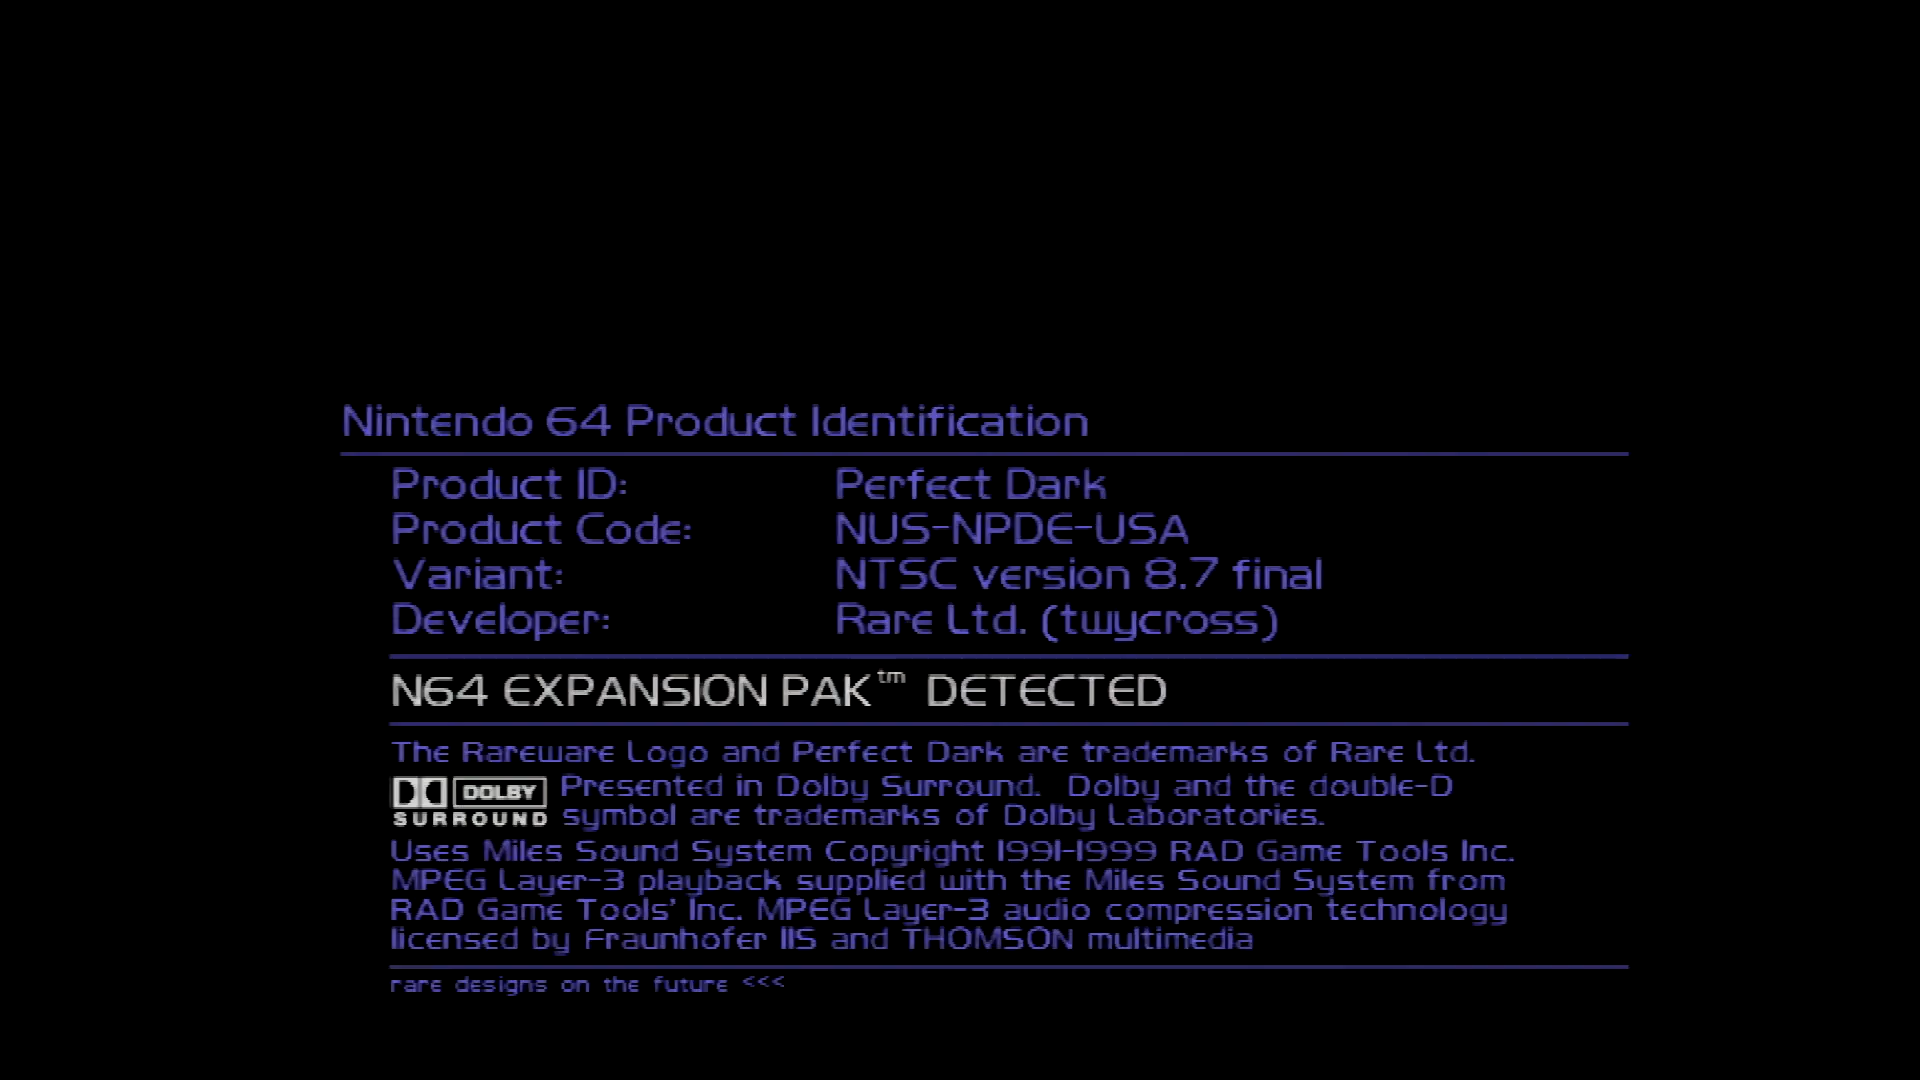 Nintendo 64 Product Identification
Product ID: Perfect Dark
Product Code: NUS-NPDE-USA
Variant: NTSC version 8.7 final
Developer: Rare Ltd. (twycross)
N64 EXPANSION PAK™ DETECTED
The Rareware Logo and Perfect Dark are trademarks of Rare Ltd.
DOLBY
SURROUND
Presented in Dolby Surround. Dolby and the double-D
symbol are trademarks of Dolby Laboratories.
Uses Miles Sound System Copyright 1991-1999 RAD Game Tools Inc.
MPEG Layer-3 playback supplied with the Miles Sound System from
RAD Game Tools' Inc. MPEG Layer-3 audio compression technology
licensed by Fraunhofer IIS and THOMSON multimedia
rare designs on the future <<<